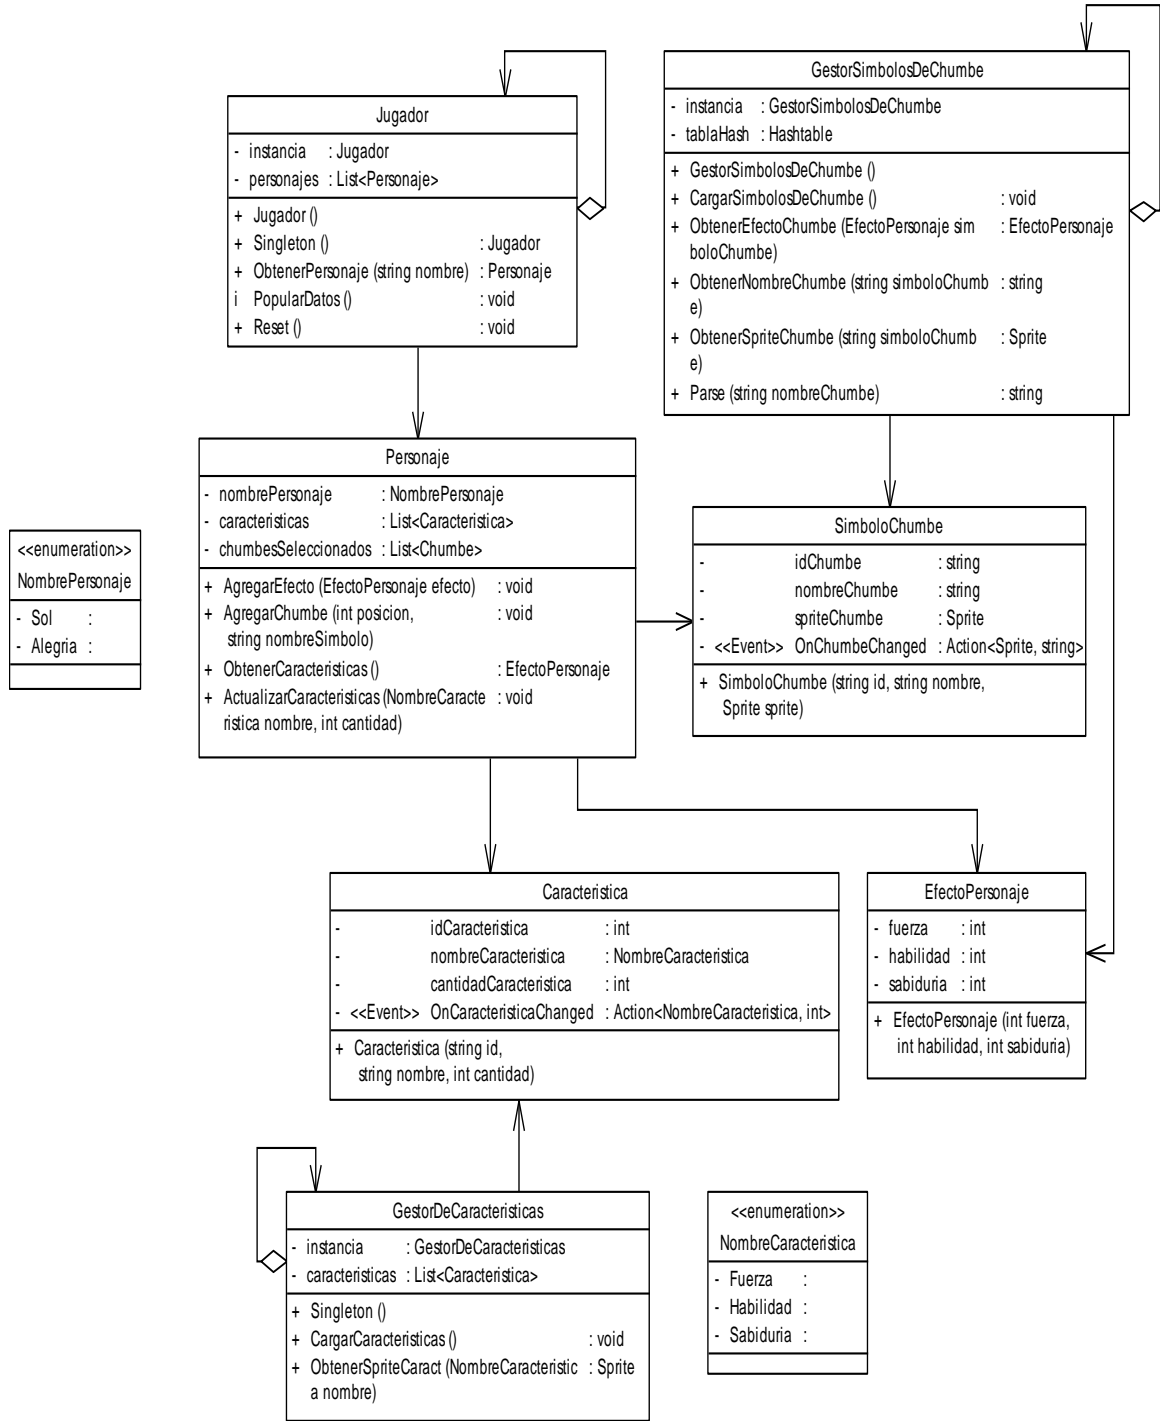 Jugador
- instancia : Jugador
- personajes : List<Personaje>
+ Jugador ()
+ Singleton () : Jugador
+ ObtenerPersonaje (string nombre) : Personaje
i PopularDatos () : void
+ Reset () : void
GestorSimbolosDeChumbe
- instancia : GestorSimbolosDeChumbe
- tablaHash : Hashtable
+ GestorSimbolosDeChumbe ()
+ CargarSimbolosDeChumbe () : void
+ ObtenerEfectoChumbe (EfectoPersonaje sim : EfectoPersonaje
boloChumbe)
+ ObtenerNombreChumbe (string simboloChumb : string
e)
+ ObtenerSpriteChumbe (string simboloChumb : Sprite
e)
+ Parse (string nombreChumbe) : string
Personaje
- nombrePersonaje : NombrePersonaje
- caracteristicas : List<Caracteristica>
- chumbesSeleccionados : List<Chumbe>
+ AgregarEfecto (EfectoPersonaje efecto) : void
+ AgregarChumbe (int posicion, : void
string nombreSimbolo)
+ ObtenerCaracteristicas () : EfectoPersonaje
+ ActualizarCaracteristicas (NombreCaracte : void
ristica nombre, int cantidad)
<<enumeration>>
NombrePersonaje
- Sol :
- Alegria :
SimboloChumbe
- idChumbe : string
- nombreChumbe : string
- spriteChumbe : Sprite
- <<Event>> OnChumbeChanged : Action<Sprite, string>
+ SimboloChumbe (string id, string nombre,
Sprite sprite)
Caracteristica
- idCaracteristica : int
- nombreCaracteristica : NombreCaracteristica
- cantidadCaracteristica : int
- <<Event>> OnCaracteristicaChanged : Action<NombreCaracteristica, int>
+ Caracteristica (string id,
string nombre, int cantidad)
EfectoPersonaje
- fuerza : int
- habilidad : int
- sabiduria : int
+ EfectoPersonaje (int fuerza,
int habilidad, int sabiduria)
GestorDeCaracteristicas
- instancia : GestorDeCaracteristicas
- caracteristicas : List<Caracteristica>
+ Singleton ()
+ CargarCaracteristicas () : void
+ ObtenerSpriteCaract (NombreCaracteristic : Sprite
a nombre)
<<enumeration>>
NombreCaracteristica
- Fuerza :
- Habilidad :
- Sabiduria :